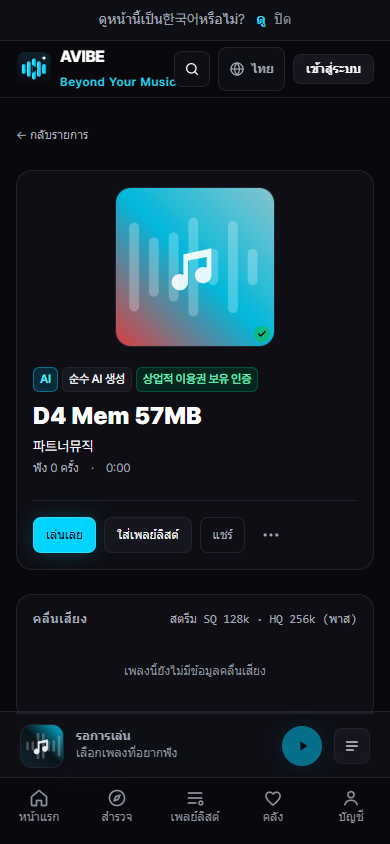 ดูหน้านี้เป็น한국어หรือไม่? ดู ปิด
AVIBE
Beyond Your Music
ไทย
เข้าสู่ระบบ
← กลับรายการ
AI
순수 AI 생성
상업적 이용권 보유 인증
D4 Mem 57MB
파트너뮤직
ฟัง 0 ครั้ง · 0:00
เล่นเลย
ใส่เพลย์ลิสต์
แชร์
คลื่นเสียง
สตรีม SQ 128k · HQ 256k (พาส)
เพลงนี้ยังไม่มีข้อมูลคลื่นเสียง
รอการเล่น
เลือกเพลงที่อยากฟัง
หน้าแรก
สำรวจ
เพลย์ลิสต์
คลัง
บัญชี